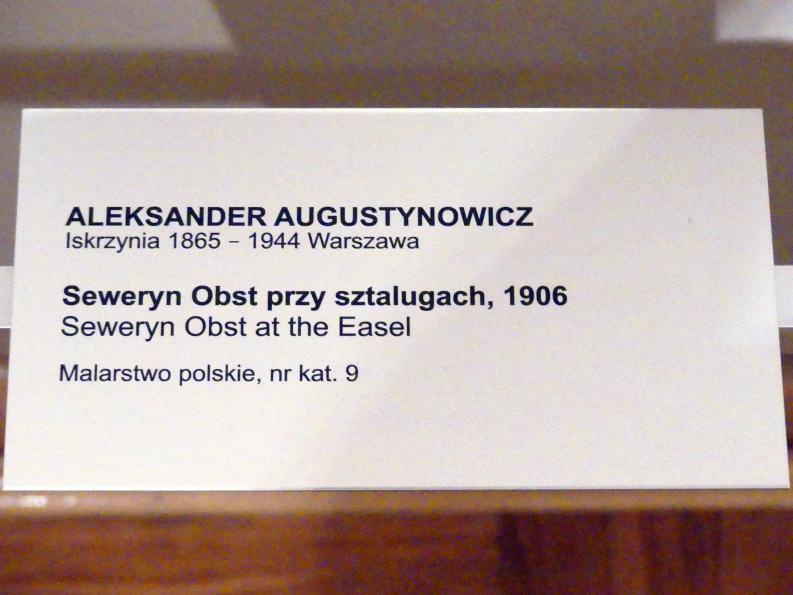 ALEKSANDER AUGUSTYNOWICZ
Iskrzynia 1865 – 1944 Warszawa
Seweryn Obst przy sztalugach, 1906
Seweryn Obst at the Easel
Malarstwo polskie, nr kat. 9